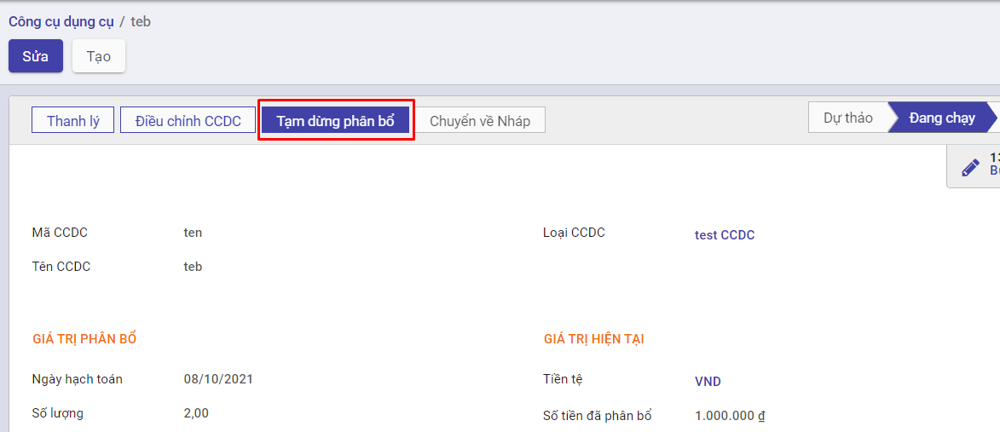 Công cụ dụng cụ / teb
Sửa Tạo
Thanh lý Điều chỉnh CCDC Tạm dừng phân bổ Chuyển về Nháp Dự thảo Đang chạy
Mã CCDC ten Loại CCDC test CCDC
Tên CCDC teb
GIÁ TRỊ PHÂN BỔ GIÁ TRỊ HIỆN TẠI
Ngày hạch toán 08/10/2021 Tiền tệ VND
Số lượng 2,00 Số tiền đã phân bổ 1.000.000 ₫